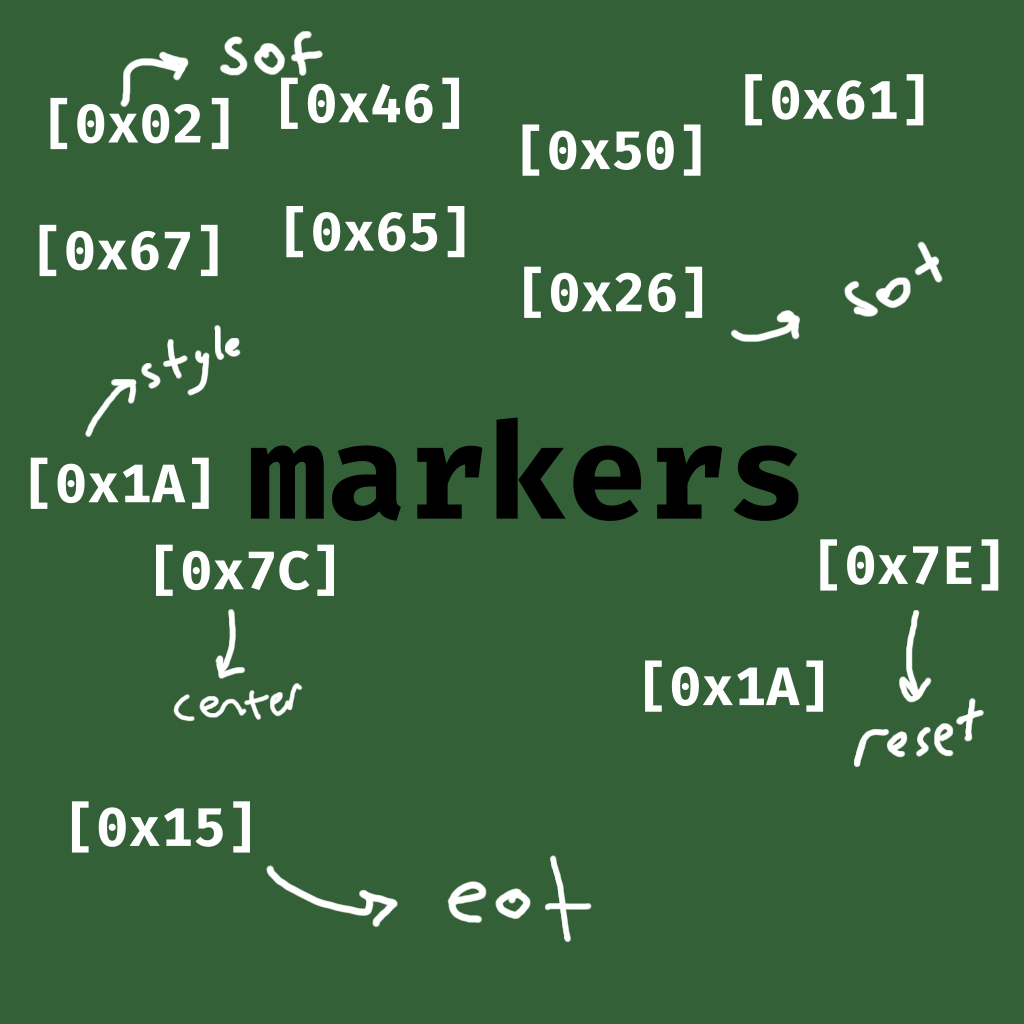 sof
[0x02] [0x46] [0x50] [0x61]
[0x67] [0x65] [0x26] sot
style
[0x1A] markers
[0x7C] [0x7E]
center [0x1A] reset
[0x15]
eot